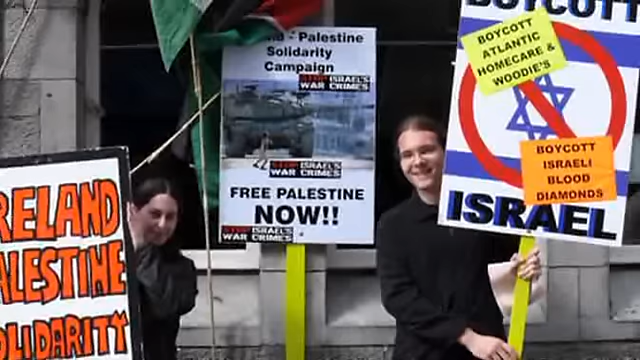 RELAND
ALESTINE
OLIDARITY
- Palestine
Solidarity
Campaign
STOP ISRAEL'S
WAR CRIMES
STOP ISRAEL'S
WAR CRIMES
FREE PALESTINE
NOW!!
STOP ISRAEL'S
WAR CRIMES
BOYCOTT
BOYCOTT
ATLANTIC
HOMECARE &
WOODIE'S
BOYCOTT
ISRAELI
BLOOD
DIAMONDS
ISRAEL